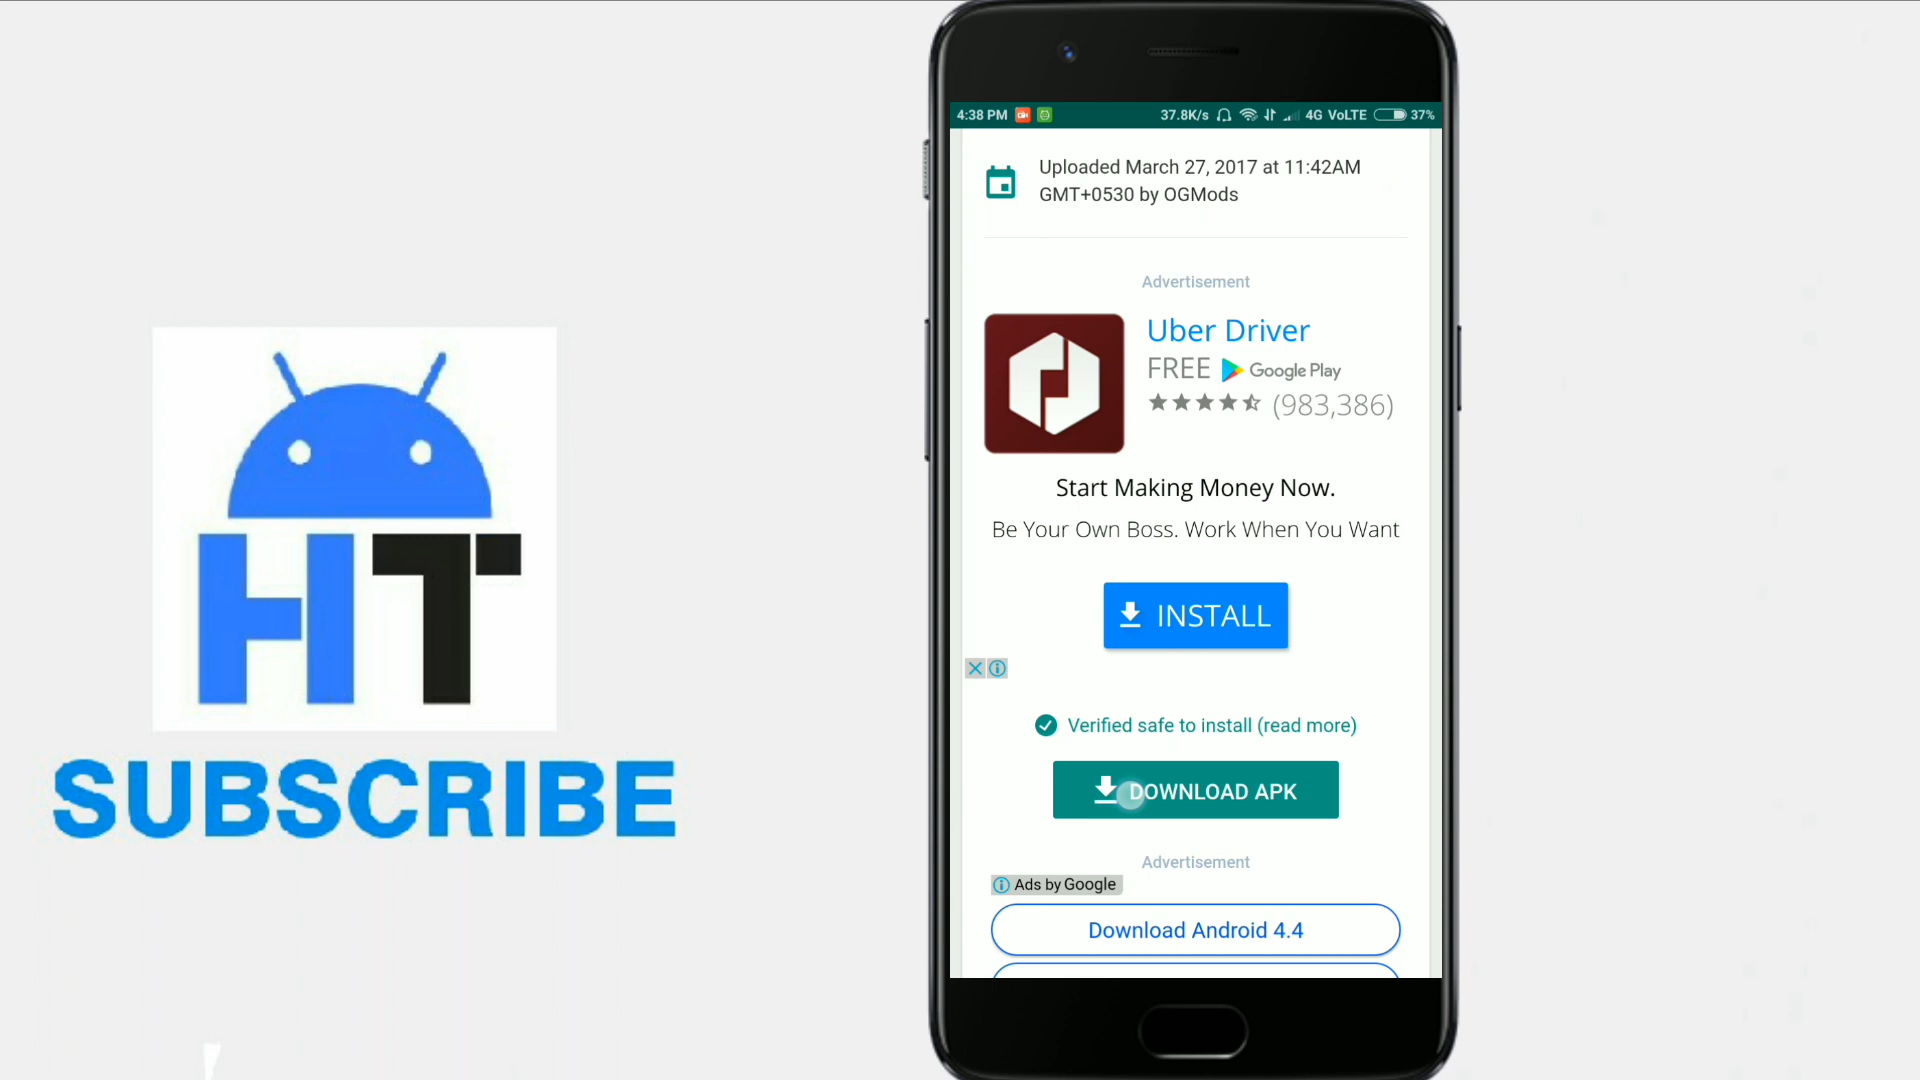 HT
SUBSCRIBE
4:38 PM 37.8K/s 4G VoLTE 37%
Uploaded March 27, 2017 at 11:42AM
GMT+0530 by OGMods
Advertisement
Uber Driver
FREE Google Play
(983,386)
Start Making Money Now.
Be Your Own Boss. Work When You Want
INSTALL
Verified safe to install (read more)
DOWNLOAD APK
Advertisement
Ads by Google
Download Android 4.4